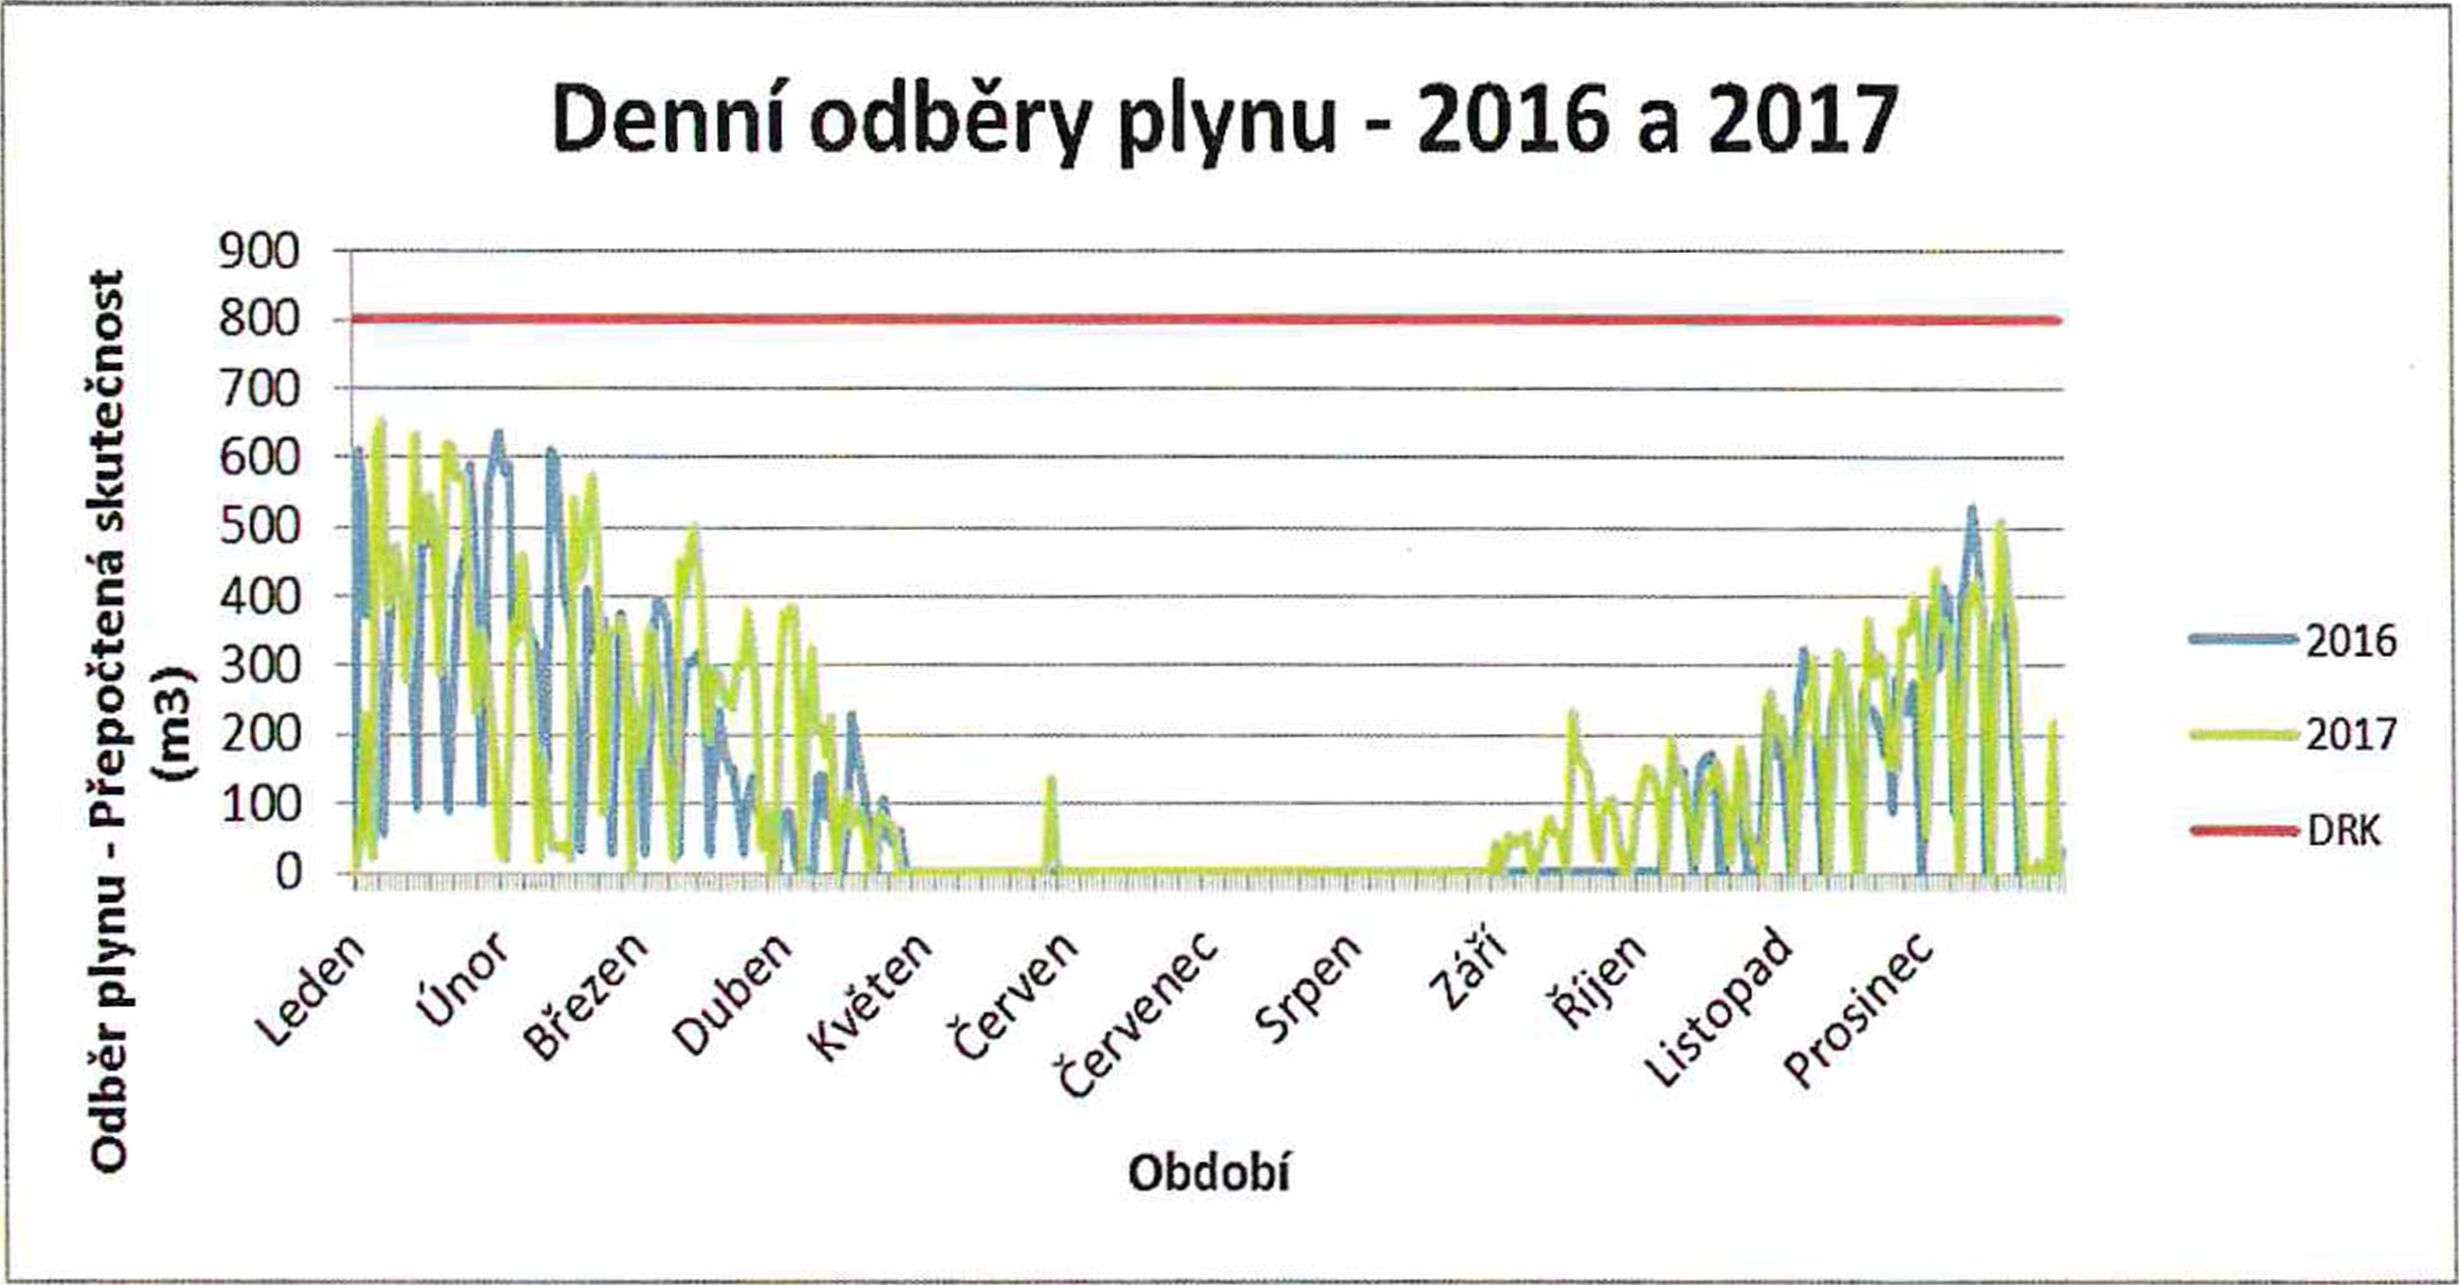 Denní odběry plynu - 2016 a 2017
Odběr plynu - Přepočtená skutečnost
(m3)
900
800
700
600
500
400
300
200
100
0
Leden
Únor
Březen
Duben
Květen
Červen
Červenec
Srpen
Září
Říjen
Listopad
Prosinec
Období
2016
2017
DRK